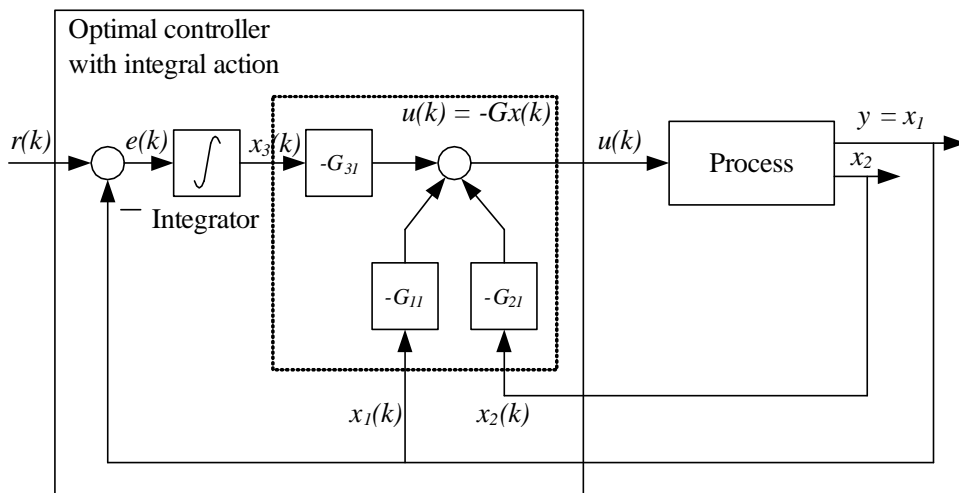 Optimal controller
with integral action
u(k) = -Gx(k)
r(k)
e(k)
∫
x₃(k)
-G₃₁
u(k)
Process
y = x₁
x₂
−
Integrator
-G₁₁
-G₂₁
x₁(k)
x₂(k)